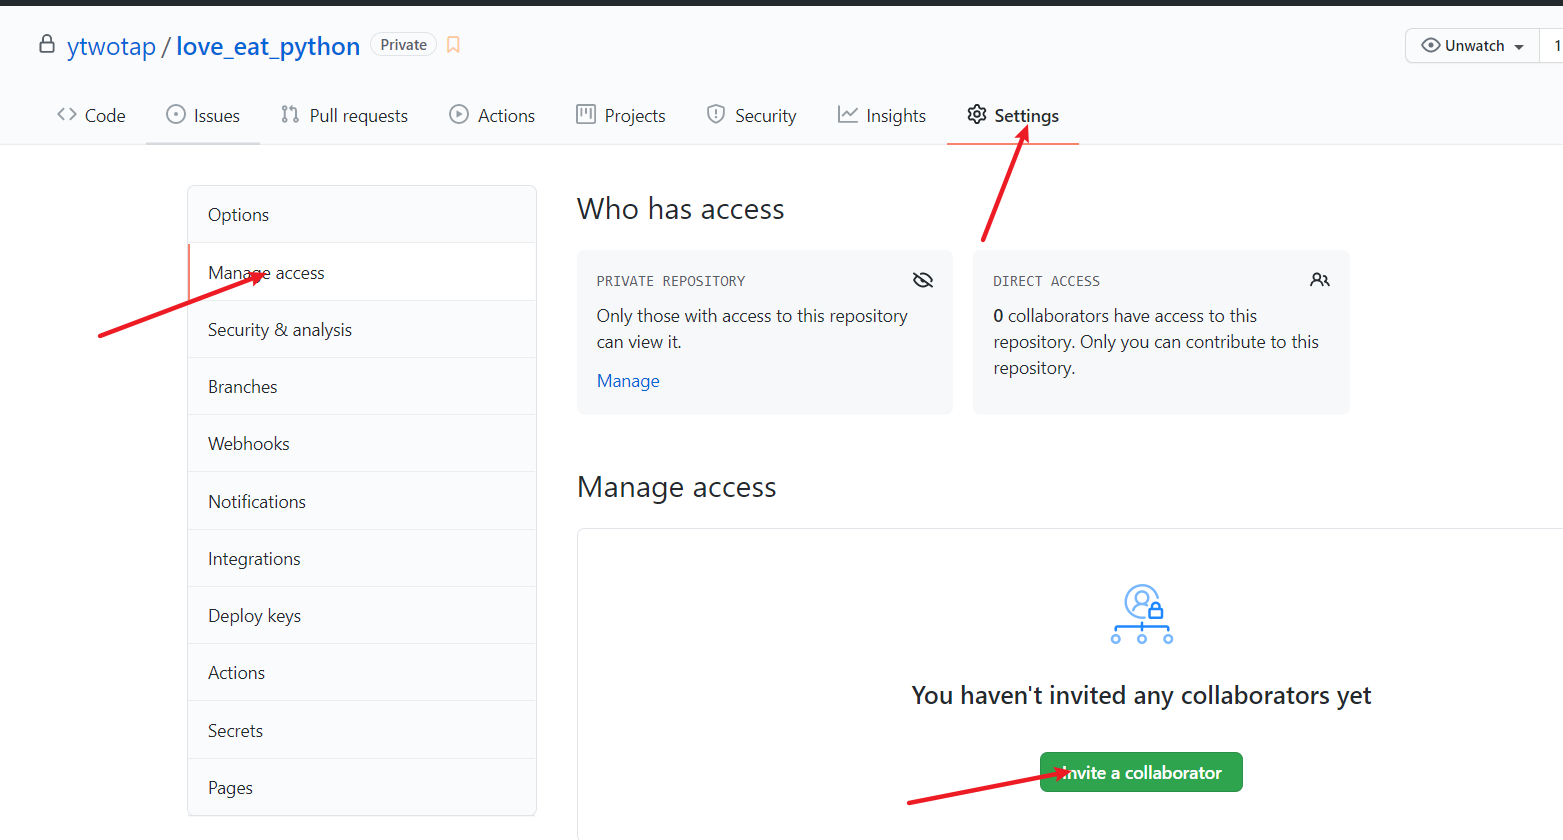 ytwotap / love_eat_python Private
Unwatch 1
Code Issues Pull requests Actions Projects Security Insights Settings
Options
Manage access
Security & analysis
Branches
Webhooks
Notifications
Integrations
Deploy keys
Actions
Secrets
Pages
Who has access
PRIVATE REPOSITORY
Only those with access to this repository
can view it.
Manage
DIRECT ACCESS
0 collaborators have access to this
repository. Only you can contribute to this
repository.
Manage access
You haven't invited any collaborators yet
Invite a collaborator